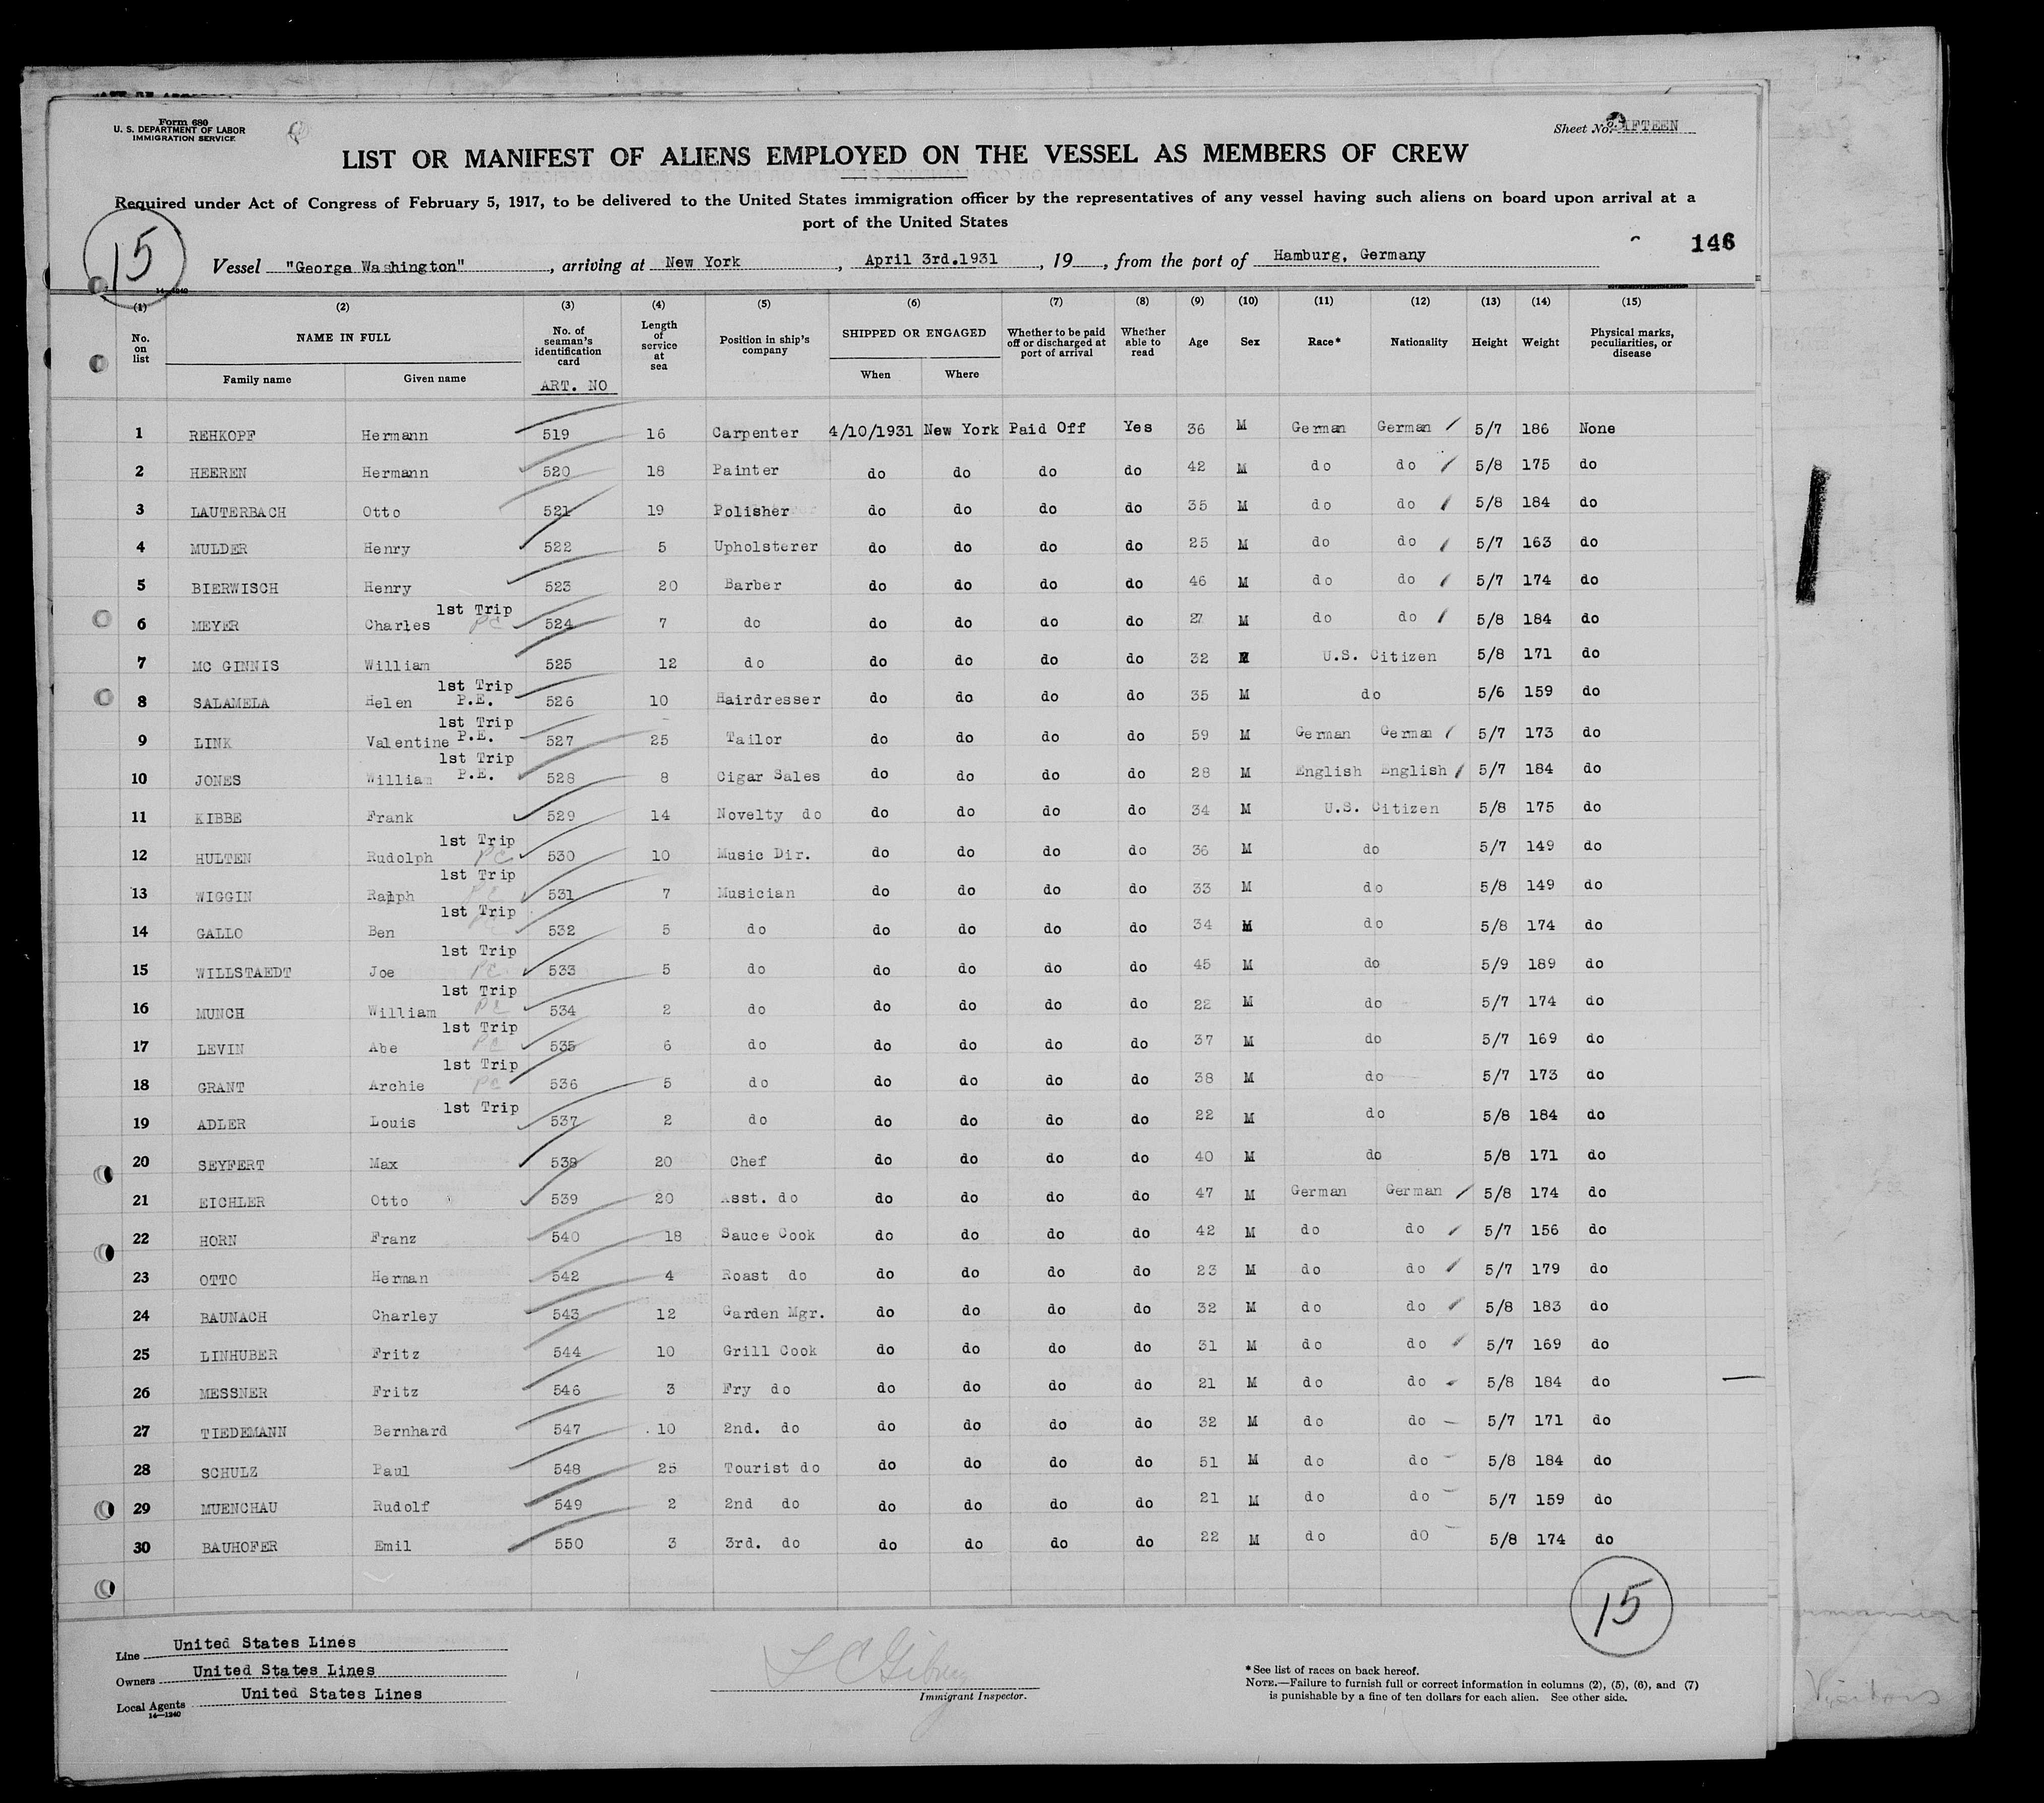 Form 680
U. S. DEPARTMENT OF LABOR
IMMIGRATION SERVICE
Sheet No. FIFTEEN
LIST OR MANIFEST OF ALIENS EMPLOYED ON THE VESSEL AS MEMBERS OF CREW
Required under Act of Congress of February 5, 1917, to be delivered to the United States immigration officer by the representatives of any vessel having such aliens on board upon arrival at a
port of the United States
15
146
Vessel "George Washington", arriving at New York, April 3rd.1931, 19, from the port of Hamburg, Germany
14—1240
(1) (2) (3) (4) (5) (6) (7) (8) (9) (10) (11) (12) (13) (14) (15)
No. on list NAME IN FULL Family name Given name No. of seaman's identification card ART. NO Length of service at sea Position in ship's company SHIPPED OR ENGAGED When Where Whether to be paid off or discharged at port of arrival Whether able to read Age Sex Race* Nationality Height Weight Physical marks, peculiarities, or disease
1 REHKOPF Hermann 519 16 Carpenter 4/10/1931 New York Paid Off Yes 36 M German German 5/7 186 None
2 HEEREN Hermann 520 18 Painter do do do do 42 M do do 5/8 175 do
3 LAUTERBACH Otto 521 19 Polisher do do do do 35 M do do 5/8 184 do
4 MULDER Henry 522 5 Upholsterer do do do do 25 M do do 5/7 163 do
5 BIERWISCH Henry 523 20 Barber do do do do 46 M do do 5/7 174 do
6 MEYER Charles 1st Trip PC 524 7 do do do do do 27 M do do 5/8 184 do
7 MC GINNIS William 525 12 do do do do do 32 M U.S. Citizen 5/8 171 do
8 SALAMELA Helen 1st Trip P.E. 526 10 Hairdresser do do do do 35 M do 5/6 159 do
9 LINK Valentine 1st Trip P.E. 527 25 Tailor do do do do 59 M German German 5/7 173 do
10 JONES William 1st Trip P.E. 528 8 Cigar Sales do do do do 28 M English English 5/7 184 do
11 KIBBE Frank 529 14 Novelty do do do do do 34 M U.S. Citizen 5/8 175 do
12 HULTEN Rudolph 1st Trip PC 530 10 Music Dir. do do do do 36 M do 5/7 149 do
13 WIGGIN Ralph 1st Trip PC 531 7 Musician do do do do 33 M do 5/8 149 do
14 GALLO Ben 1st Trip PC 532 5 do do do do do 34 M do 5/8 174 do
15 WILLSTAEDT Joe 1st Trip PC 533 5 do do do do do 45 M do 5/9 189 do
16 MUNCH William 1st Trip PC 534 2 do do do do do 22 M do 5/7 174 do
17 LEVIN Abe 1st Trip PC 535 6 do do do do do 37 M do 5/7 169 do
18 GRANT Archie 1st Trip PC 536 5 do do do do do 38 M do 5/7 173 do
19 ADLER Louis 1st Trip 537 2 do do do do do 22 M do 5/8 184 do
20 SEYFERT Max 538 20 Chef do do do do 40 M do 5/8 171 do
21 EICHLER Otto 539 20 Asst. do do do do do 47 M German German 5/8 174 do
22 HORN Franz 540 18 Sauce Cook do do do do 42 M do do 5/7 156 do
23 OTTO Herman 542 4 Roast do do do do do 23 M do do 5/7 179 do
24 BAUNACH Charley 543 12 Garden Mgr. do do do do 32 M do do 5/8 183 do
25 LINHUBER Fritz 544 10 Grill Cook do do do do 31 M do do 5/7 169 do
26 MESSNER Fritz 546 3 Fry do do do do do 21 M do do 5/8 184 do
27 TIEDEMANN Bernhard 547 10 2nd. do do do do do 32 M do do 5/7 171 do
28 SCHULZ Paul 548 25 Tourist do do do do do 51 M do do 5/8 184 do
29 MUENCHAU Rudolf 549 2 2nd do do do do do 21 M do do 5/7 159 do
30 BAUHOFER Emil 550 3 3rd. do do do do do 22 M do do 5/8 174 do
15
Line United States Lines
Owners United States Lines
Local Agents United States Lines
14—1240
Immigrant Inspector.
*See list of races on back hereof.
NOTE.—Failure to furnish full or correct information in columns (2), (5), (6), and (7)
is punishable by a fine of ten dollars for each alien. See other side.
Visitors